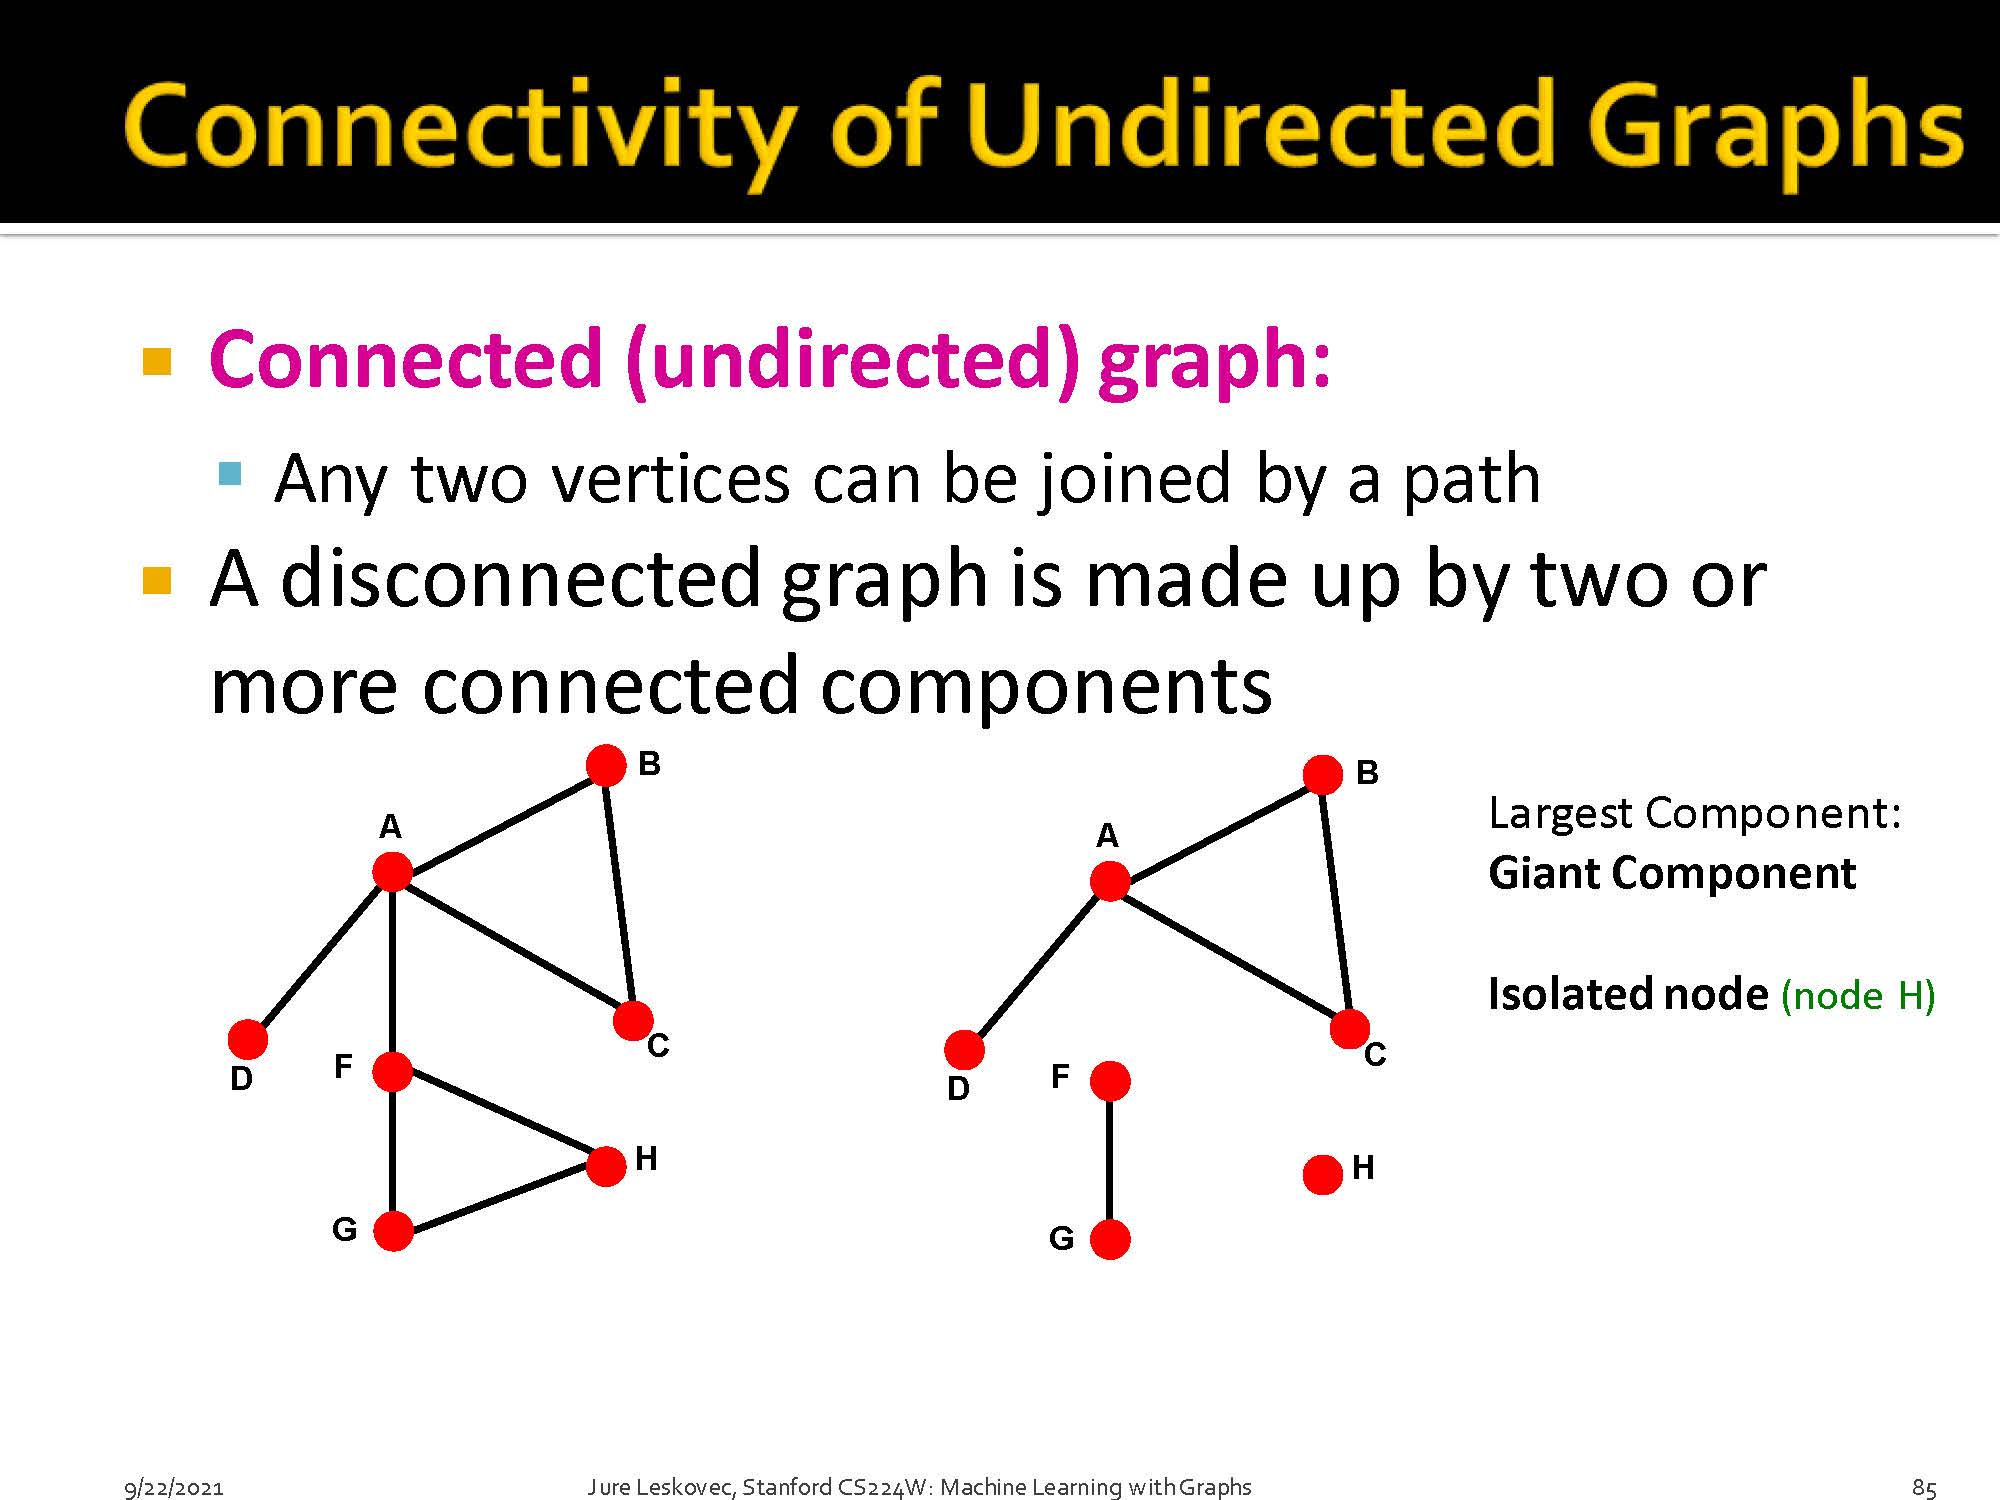 Connectivity of Undirected Graphs
Connected (undirected) graph:
Any two vertices can be joined by a path
A disconnected graph is made up by two or
more connected components
B
A
D
F
C
H
G
B
A
D
F
C
H
G
Largest Component:
Giant Component
Isolated node (node H)
9/22/2021
Jure Leskovec, Stanford CS224W: Machine Learning with Graphs
85